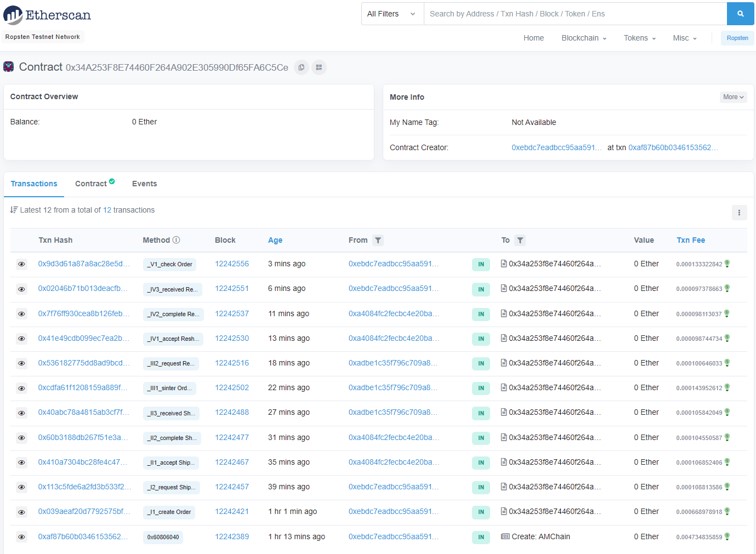 Etherscan
All Filters
Search by Address / Txn Hash / Block / Token / Ens
Ropsten Testnet Network
Home Blockchain Tokens Misc Ropsten
Contract 0x34A253F8E74460F264A902E305990Df65FA6C5Ce
Contract Overview
Balance: 0 Ether
More Info
More
My Name Tag: Not Available
Contract Creator: 0xebdc7eadbcc95aa591... at txn 0xaf87b60b0346153562...
Transactions Contract Events
Latest 12 from a total of 12 transactions
Txn Hash Method Block Age From To Value Txn Fee
0x9d3d61a87a8ac28e5d... _V1_check Order 12242556 3 mins ago 0xebdc7eadbcc95aa591... IN 0x34a253f8e74460f264a... 0 Ether 0.000133322842
0x02046b71b013deacfb... _IV3_received Re... 12242551 6 mins ago 0xebdc7eadbcc95aa591... IN 0x34a253f8e74460f264a... 0 Ether 0.000097378663
0x7f76ff930cea8b126feb... _IV2_complete Re... 12242537 11 mins ago 0xa4084fc2fecbc4e20ba... IN 0x34a253f8e74460f264a... 0 Ether 0.000098113037
0x41e49cdb099ec7ea2b... _IV1_accept Resh... 12242530 13 mins ago 0xa4084fc2fecbc4e20ba... IN 0x34a253f8e74460f264a... 0 Ether 0.000098744734
0x536182775dd8ad9bcd... _III2_request Re... 12242516 18 mins ago 0xadbe1c35f796c709a8... IN 0x34a253f8e74460f264a... 0 Ether 0.000100646033
0xcdfa61f1208159a889f... _III1_sinter Ord... 12242502 22 mins ago 0xadbe1c35f796c709a8... IN 0x34a253f8e74460f264a... 0 Ether 0.000143952012
0x40abc78a4815ab3cf7f... _II3_received Sh... 12242488 27 mins ago 0xadbe1c35f796c709a8... IN 0x34a253f8e74460f264a... 0 Ether 0.000105842049
0x60b3188db267f51e3a... _II2_complete Sh... 12242477 31 mins ago 0xa4084fc2fecbc4e20ba... IN 0x34a253f8e74460f264a... 0 Ether 0.000104550587
0x410a7304bc28fe4c47... _II1_accept Ship... 12242467 35 mins ago 0xa4084fc2fecbc4e20ba... IN 0x34a253f8e74460f264a... 0 Ether 0.000106852406
0x113c5fde6a2fd3b533f2... _I2_request Ship... 12242457 39 mins ago 0xebdc7eadbcc95aa591... IN 0x34a253f8e74460f264a... 0 Ether 0.000108813586
0x039aeaf20d7792575bf... _I1_create Order 12242421 1 hr 1 min ago 0xebdc7eadbcc95aa591... IN 0x34a253f8e74460f264a... 0 Ether 0.000668978918
0xaf87b60b0346153562... 0x60806040 12242389 1 hr 13 mins ago 0xebdc7eadbcc95aa591... IN Create: AMChain 0 Ether 0.004734835859